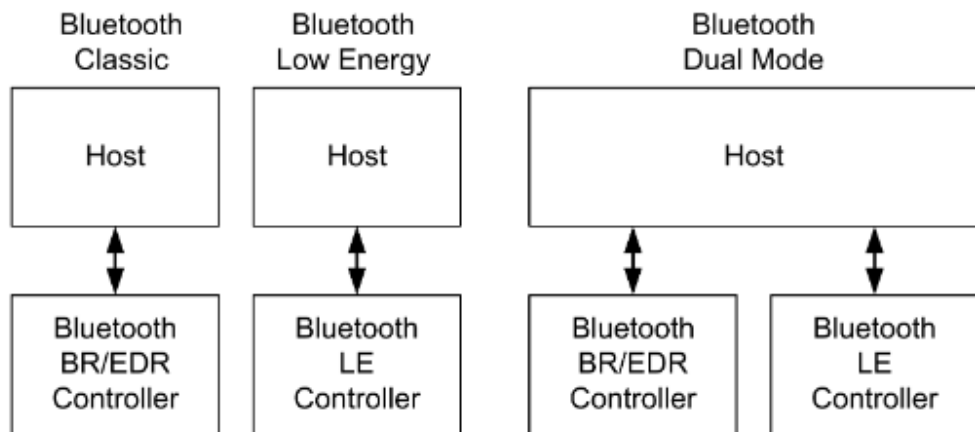 Bluetooth
Classic
Bluetooth
Low Energy
Bluetooth
Dual Mode
Host
Host
Host
Bluetooth
BR/EDR
Controller
Bluetooth
LE
Controller
Bluetooth
BR/EDR
Controller
Bluetooth
LE
Controller